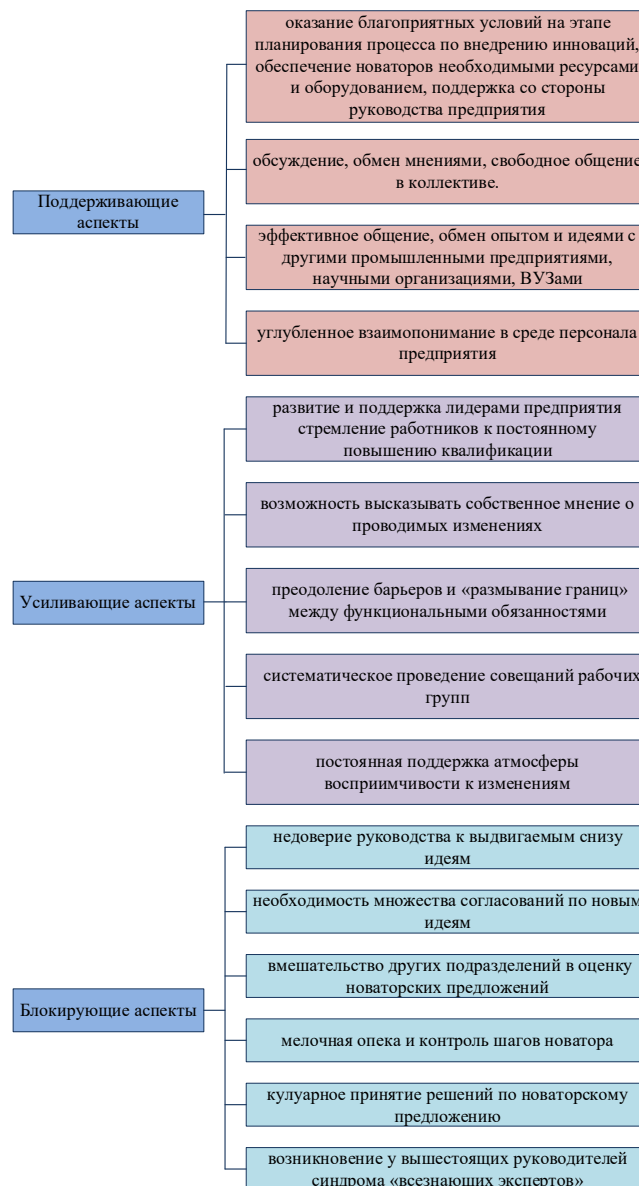 оказание благоприятных условий на этапе
планирования процесса по внедрению инноваций,
обеспечение новаторов необходимыми ресурсами
и оборудованием, поддержка со стороны
руководства предприятия
обсуждение, обмен мнениями, свободное общение
в коллективе.
Поддерживающие
аспекты
эффективное общение, обмен опытом и идеями с
другими промышленными предприятиями,
научными организациями, ВУЗами
углубленное взаимопонимание в среде персонала
предприятия
развитие и поддержка лидерами предприятия
стремление работников к постоянному
повышению квалификации
возможность высказывать собственное мнение о
проводимых изменениях
Усиливающие аспекты
преодоление барьеров и «размывание границ»
между функциональными обязанностями
систематическое проведение совещаний рабочих
групп
постоянная поддержка атмосферы
восприимчивости к изменениям
недоверие руководства к выдвигаемым снизу
идеям
необходимость множества согласований по новым
идеям
вмешательство других подразделений в оценку
новаторских предложений
Блокирующие аспекты
мелочная опека и контроль шагов новатора
кулуарное принятие решений по новаторскому
предложению
возникновение у вышестоящих руководителей
синдрома «всезнающих экспертов»